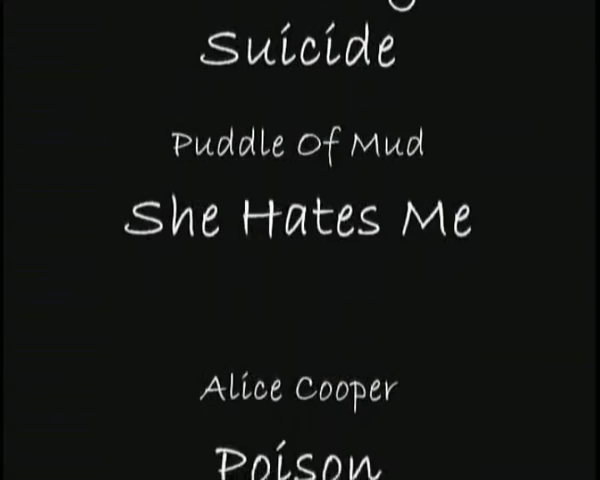 Suicide
Puddle Of Mud
She Hates Me
Alice Cooper
Poison